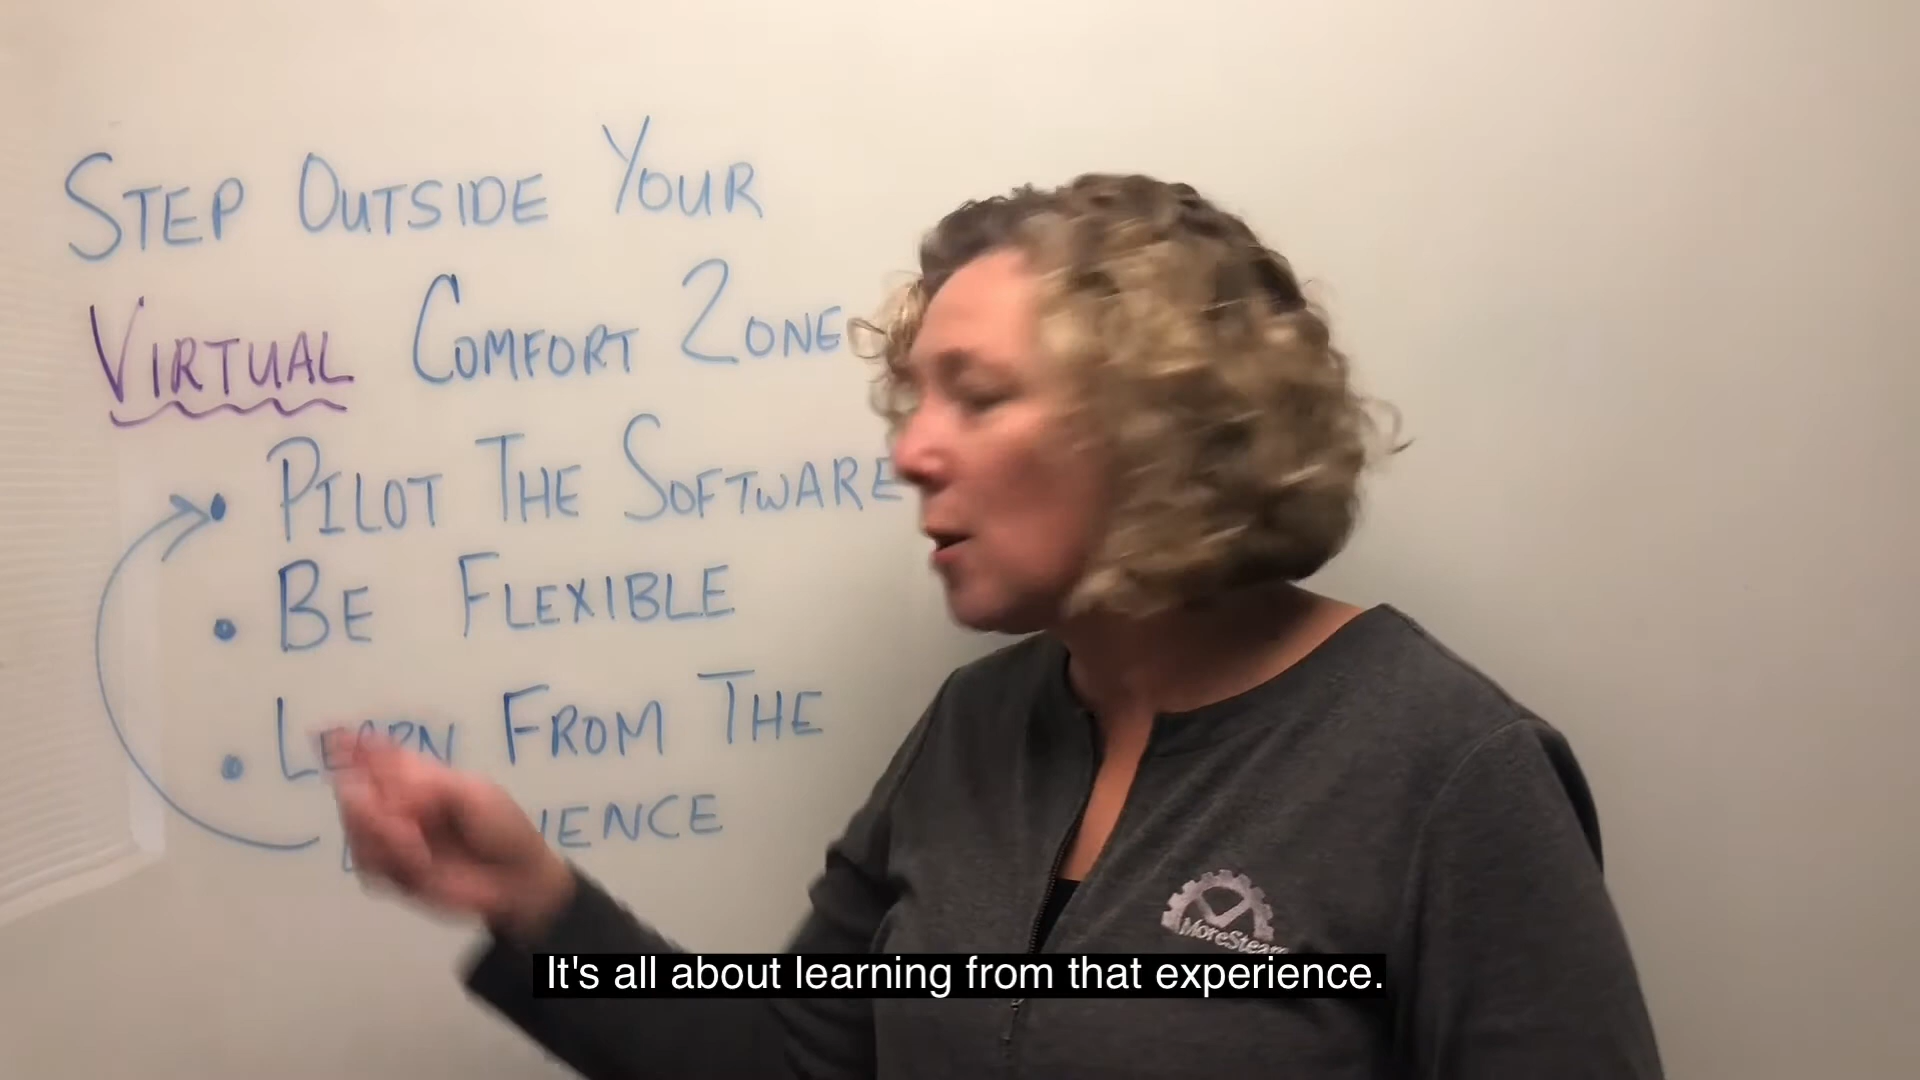 STEP OUTSIDE YOUR
VIRTUAL COMFORT ZONE
• PILOT THE SOFTWARE
• BE FLEXIBLE
• LEARN FROM THE
MoreSteam
It's all about learning from that experience.